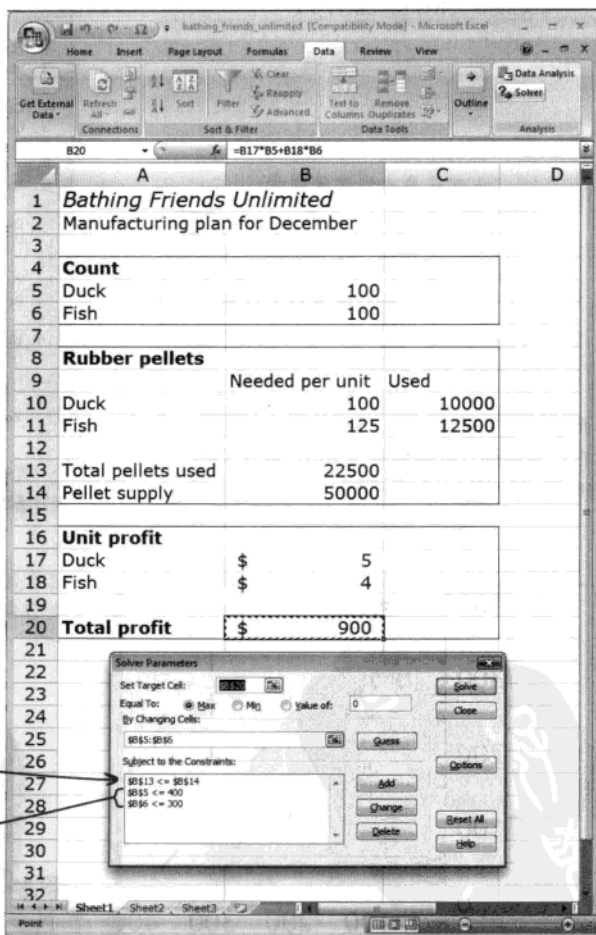 bathing_friends_unlimited [Compatibility Mode] - Microsoft Excel
Home Insert Page Layout Formulas Data Review View
Get External Data
Refresh All
Connections
Sort
Filter
Clear
Reapply
Advanced
Sort & Filter
Text to Columns
Remove Duplicates
Data Tools
Outline
Data Analysis
Solver
Analysis
B20 fx =B17*B5+B18*B6
A B C D
1 Bathing Friends Unlimited
2 Manufacturing plan for December
3
4 Count
5 Duck 100
6 Fish 100
7
8 Rubber pellets
9 Needed per unit Used
10 Duck 100 10000
11 Fish 125 12500
12
13 Total pellets used 22500
14 Pellet supply 50000
15
16 Unit profit
17 Duck $ 5
18 Fish $ 4
19
20 Total profit $ 900
21
22
23
24
25
27
28
29
30
31
32
Solver Parameters
Set Target Cell: $B$20
Equal To: Max Min Value of: 0
By Changing Cells:
$B$5:$B$6
Subject to the Constraints:
$B$13 <= $B$14
$B$5 <= 400
$B$6 <= 300
Solve
Close
Guess
Options
Add
Change
Delete
Reset All
Help
Sheet1 Sheet2 Sheet3
Point